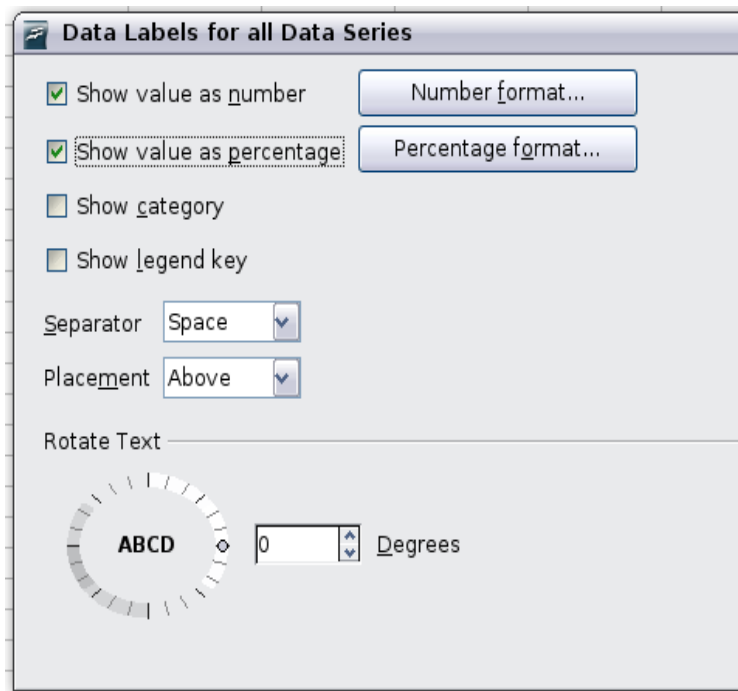 Data Labels for all Data Series
Show value as number Number format...
Show value as percentage Percentage format...
Show category
Show legend key
Separator Space
Placement Above
Rotate Text
ABCD 0 Degrees